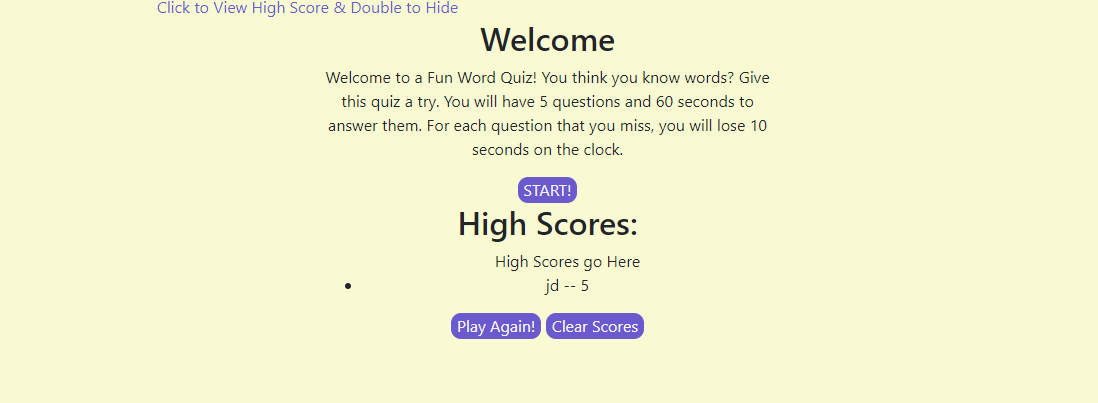 Click to View High Score & Double to Hide
Welcome
Welcome to a Fun Word Quiz! You think you know words? Give
this quiz a try. You will have 5 questions and 60 seconds to
answer them. For each question that you miss, you will lose 10
seconds on the clock.
START!
High Scores:
High Scores go Here
jd -- 5
Play Again! Clear Scores